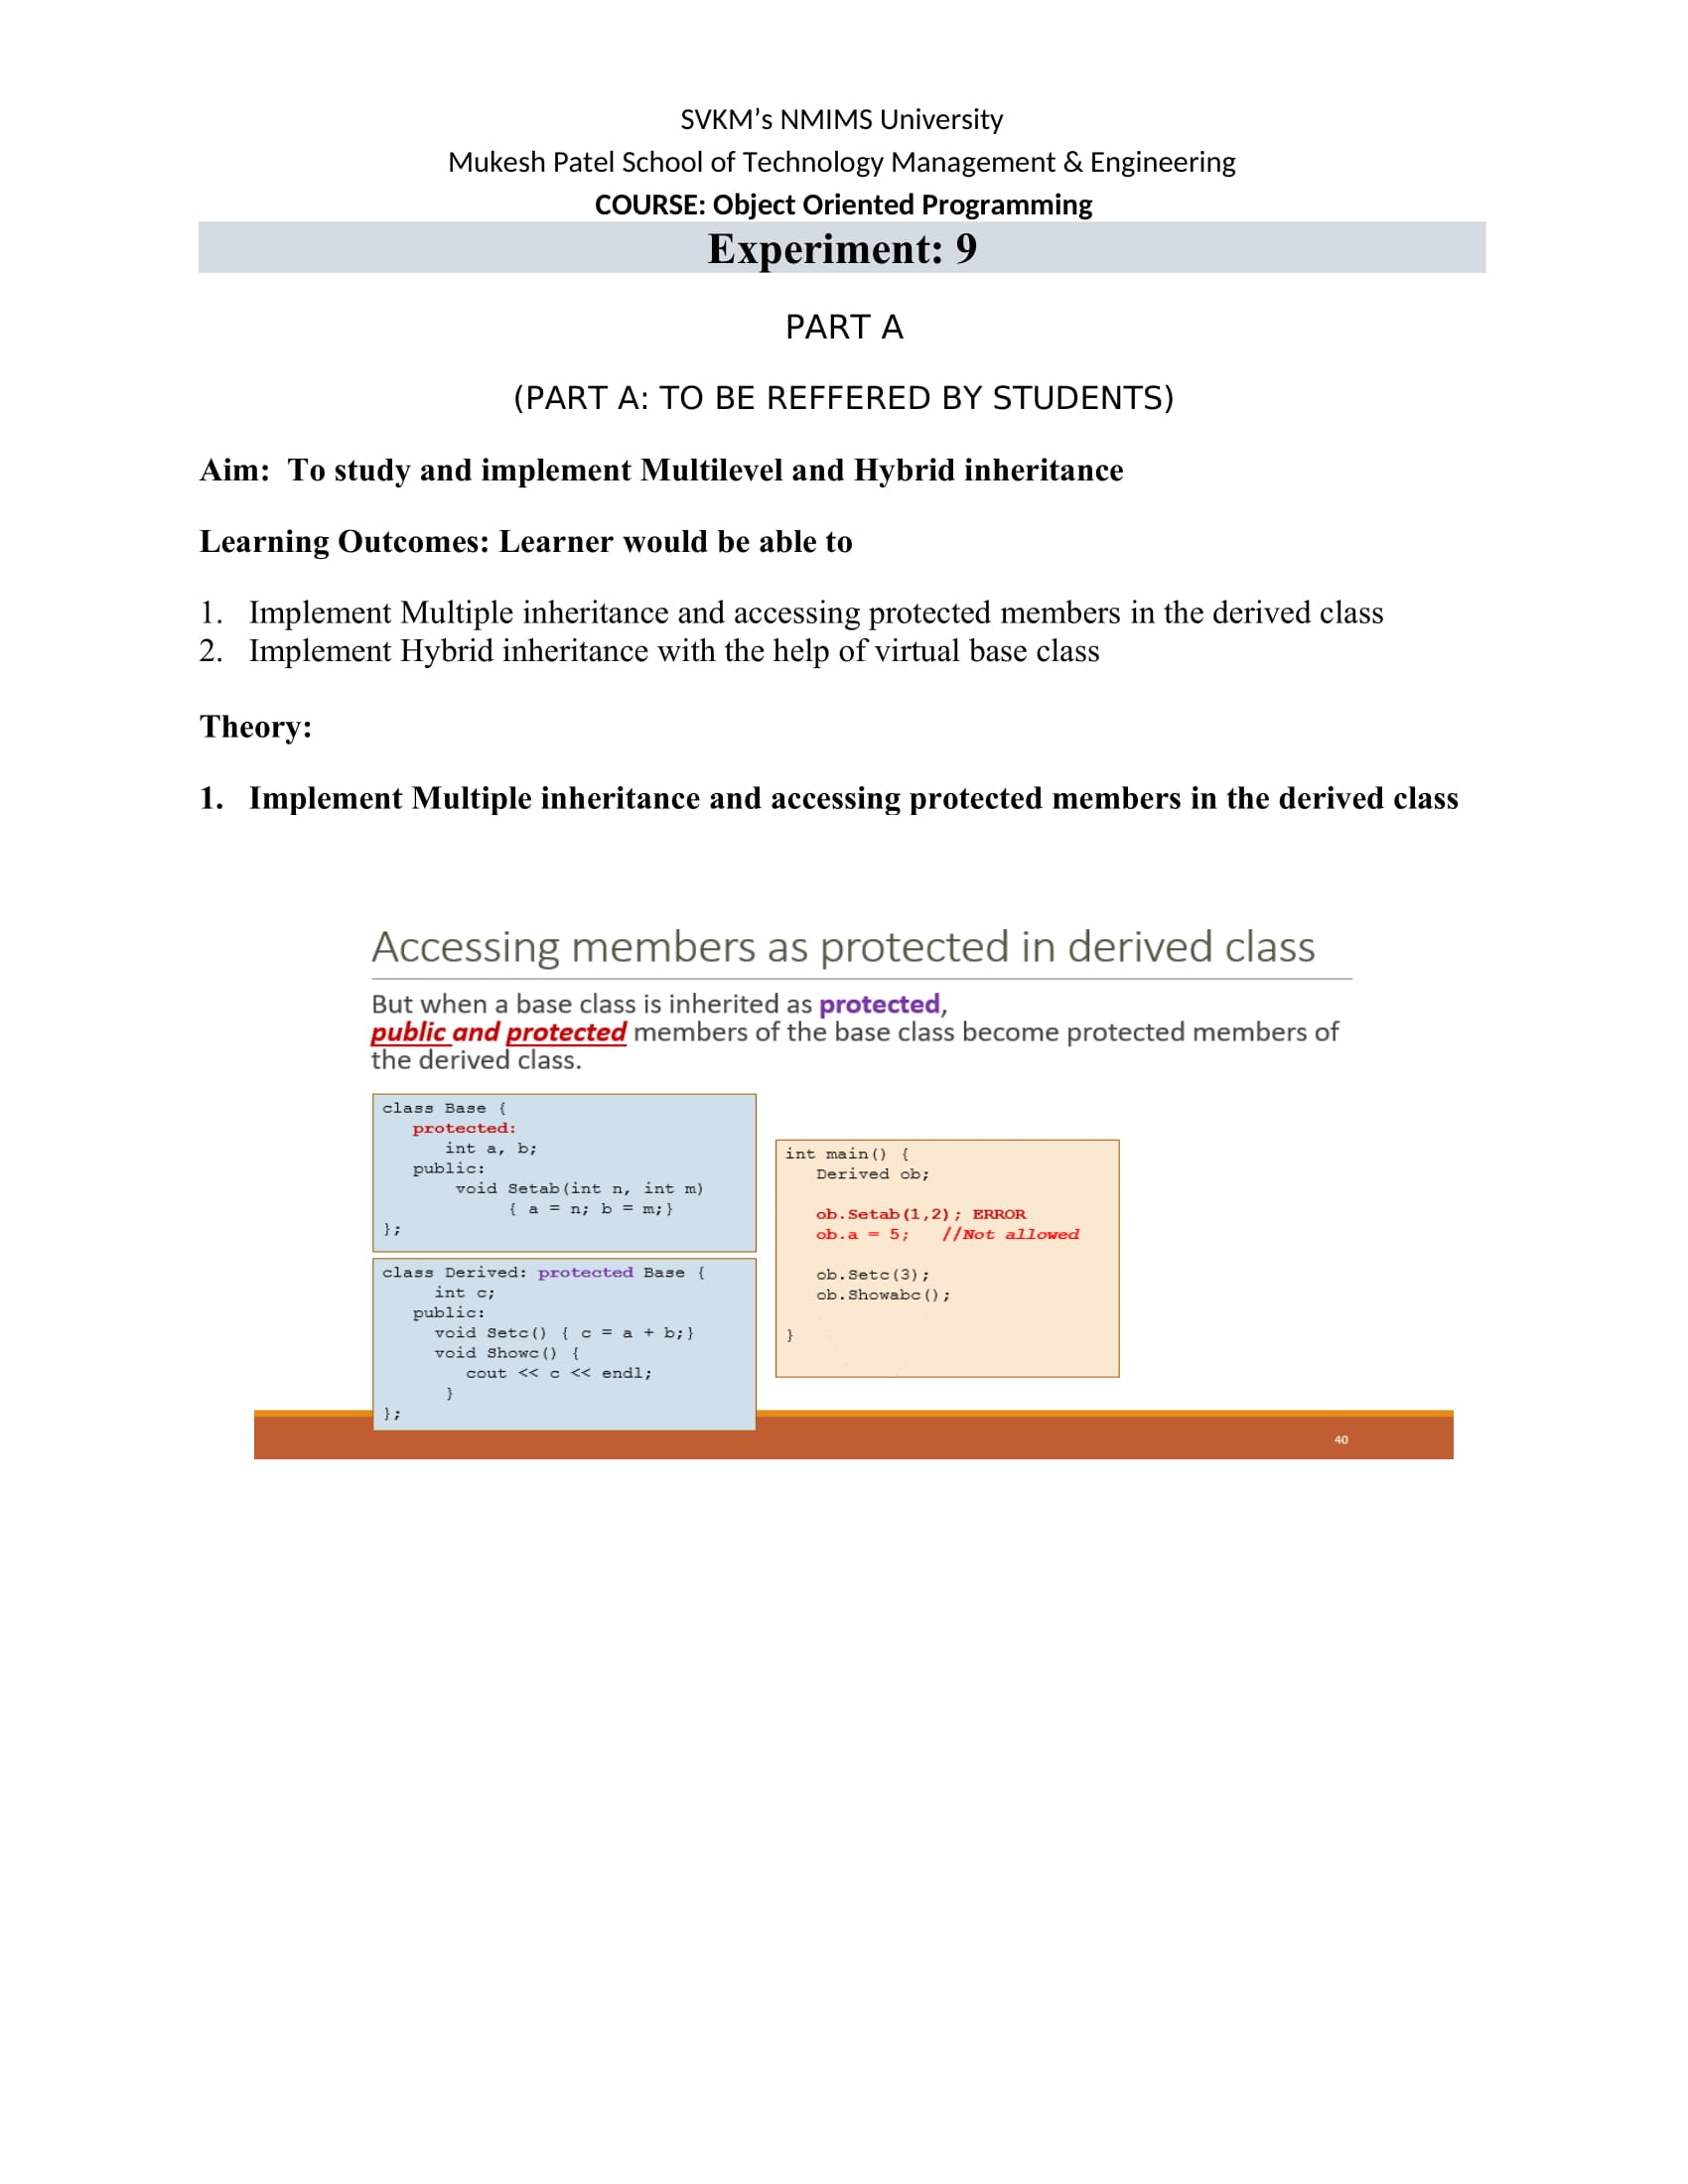 SVKM’s NMIMS University
Mukesh Patel School of Technology Management & Engineering
COURSE: Object Oriented Programming
Experiment: 9
PART A
(PART A: TO BE REFFERED BY STUDENTS)
Aim:  To study and implement Multilevel and Hybrid inheritance
Learning Outcomes: Learner would be able to
1. Implement Multiple inheritance and accessing protected members in the derived class
2. Implement Hybrid inheritance with the help of virtual base class
Theory:
1. Implement Multiple inheritance and accessing protected members in the derived class
Accessing members as protected in derived class
But when a base class is inherited as protected,
public and protected members of the base class become protected members of
the derived class.
class Base {
protected:
int a, b;
public:
void Setab(int n, int m)
{ a = n; b = m;}
};
class Derived: protected Base {
int c;
public:
void Setc() { c = a + b;}
void Showc() {
cout << c << endl;
}
};
int main() {
Derived ob;
ob.Setab(1,2); ERROR
ob.a = 5;   //Not allowed
ob.Setc(3);
ob.Showabc();
}
40